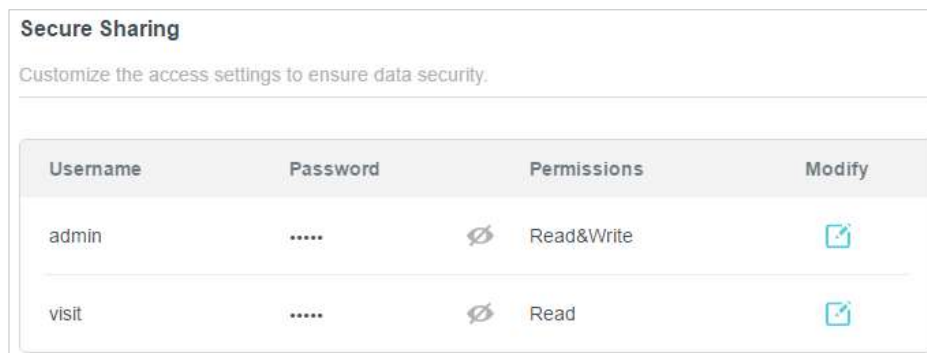 Secure Sharing
Customize the access settings to ensure data security.
Username Password Permissions Modify
admin ••••• Read&Write
visit ••••• Read